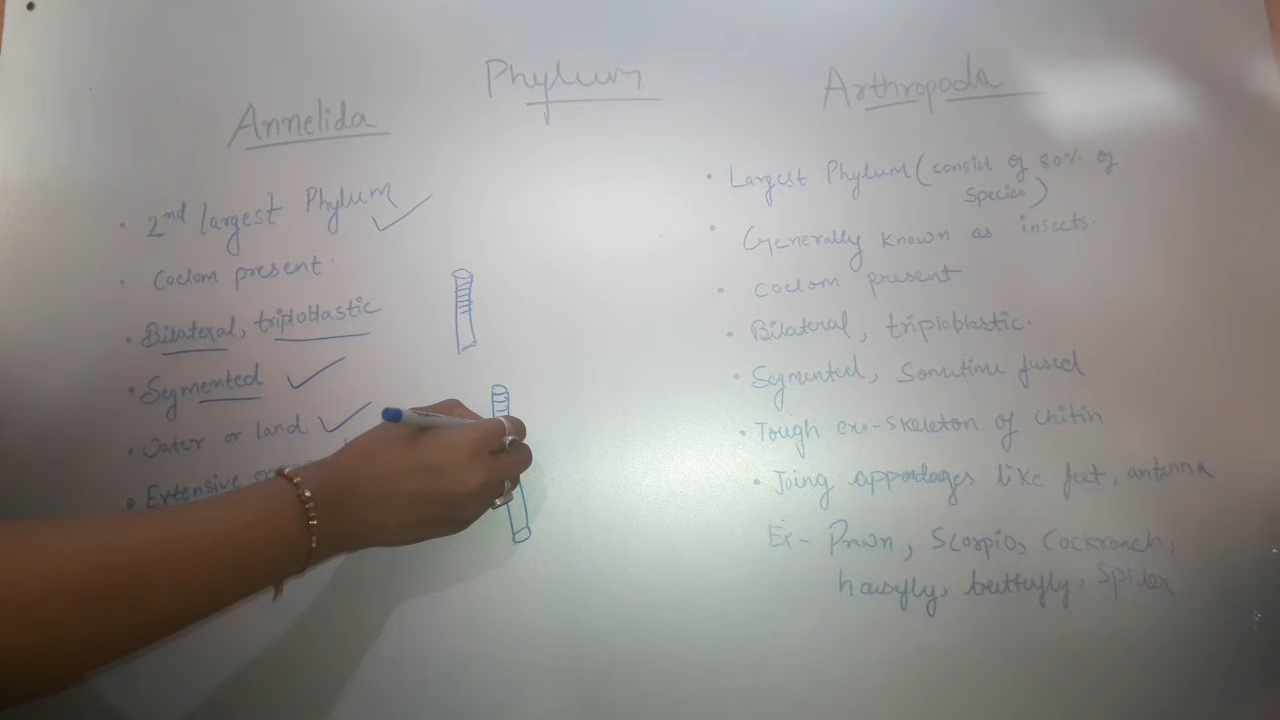 Phylum
Annelida
• 2nd largest Phylum
• Coelom present.
• Bilateral, triploblastic
• Segmented
• Water or land
• Extensive
Arthropoda
• Largest Phylum (consist of 80% of
Species)
• Generally known as insects.
• coelom present
• Bilateral, triploblastic.
• Segmented, Sometime fused
• Tough exo-skeleton of chitin
• Joing appendages like feet, antenna
Ex- Prawn, Scorpio, Cockroach,
housefly, butterfly, Spider